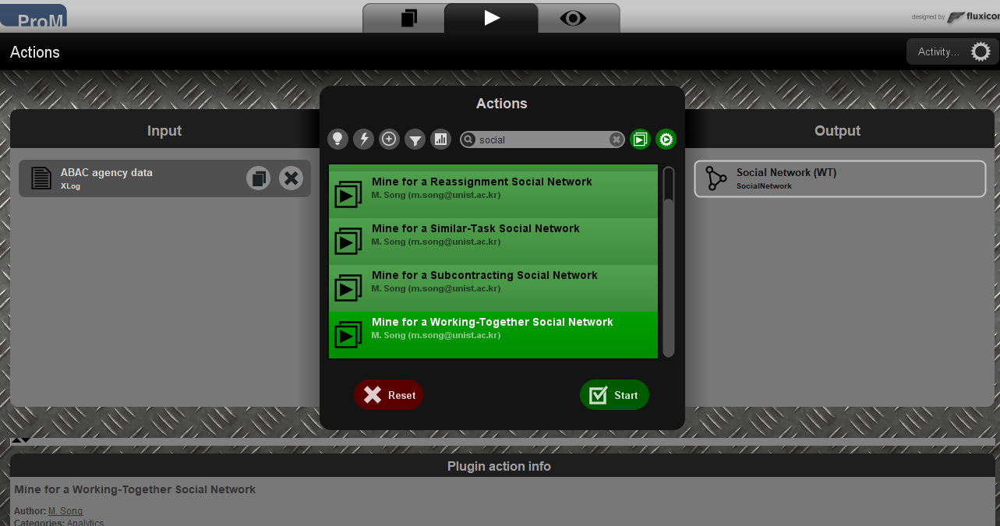 ProM
designed by fluxicon
Actions
Activity...
Input
ABAC agency data
XLog
Actions
social
Mine for a Reassignment Social Network
M. Song (m.song@unist.ac.kr)
Mine for a Similar-Task Social Network
M. Song (m.song@unist.ac.kr)
Mine for a Subcontracting Social Network
M. Song (m.song@unist.ac.kr)
Mine for a Working-Together Social Network
M. Song (m.song@unist.ac.kr)
Reset
Start
Output
Social Network (WT)
SocialNetwork
Plugin action info
Mine for a Working-Together Social Network
Author: M. Song
Categories: Analytics